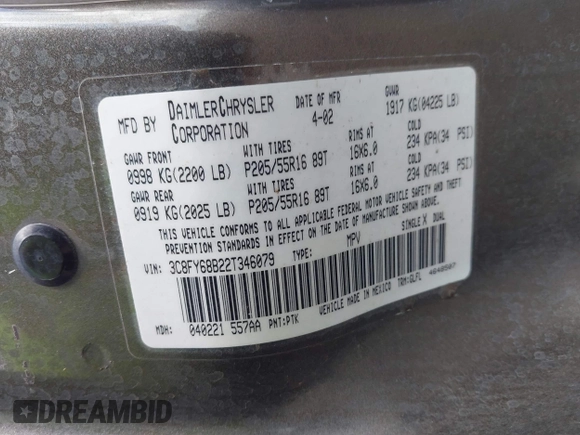 MFD BY DAIMLERCHRYSLER CORPORATION
DATE OF MFR 4-02
GVWR 1917 KG(04225 LB)
GAWR FRONT WITH TIRES RIMS AT COLD
0998 KG(2200 LB) P205/55R16 89T 16X6.0 234 KPA(34 PSI)
GAWR REAR WITH TIRES RIMS AT COLD
0919 KG(2025 LB) P205/55R16 89T 16X6.0 234 KPA(34 PSI)
THIS VEHICLE CONFORMS TO ALL APPLICABLE FEDERAL MOTOR VEHICLE SAFETY AND THEFT
PREVENTION STANDARDS IN EFFECT ON THE DATE OF MANUFACTURE SHOWN ABOVE.
VIN: 3C8FY68B22T346079 TYPE: MPV SINGLE X DUAL
MDH: 040221 557AA PNT:PTK VEHICLE MADE IN MEXICO TRM:GLFL 4648507
DREAMBID